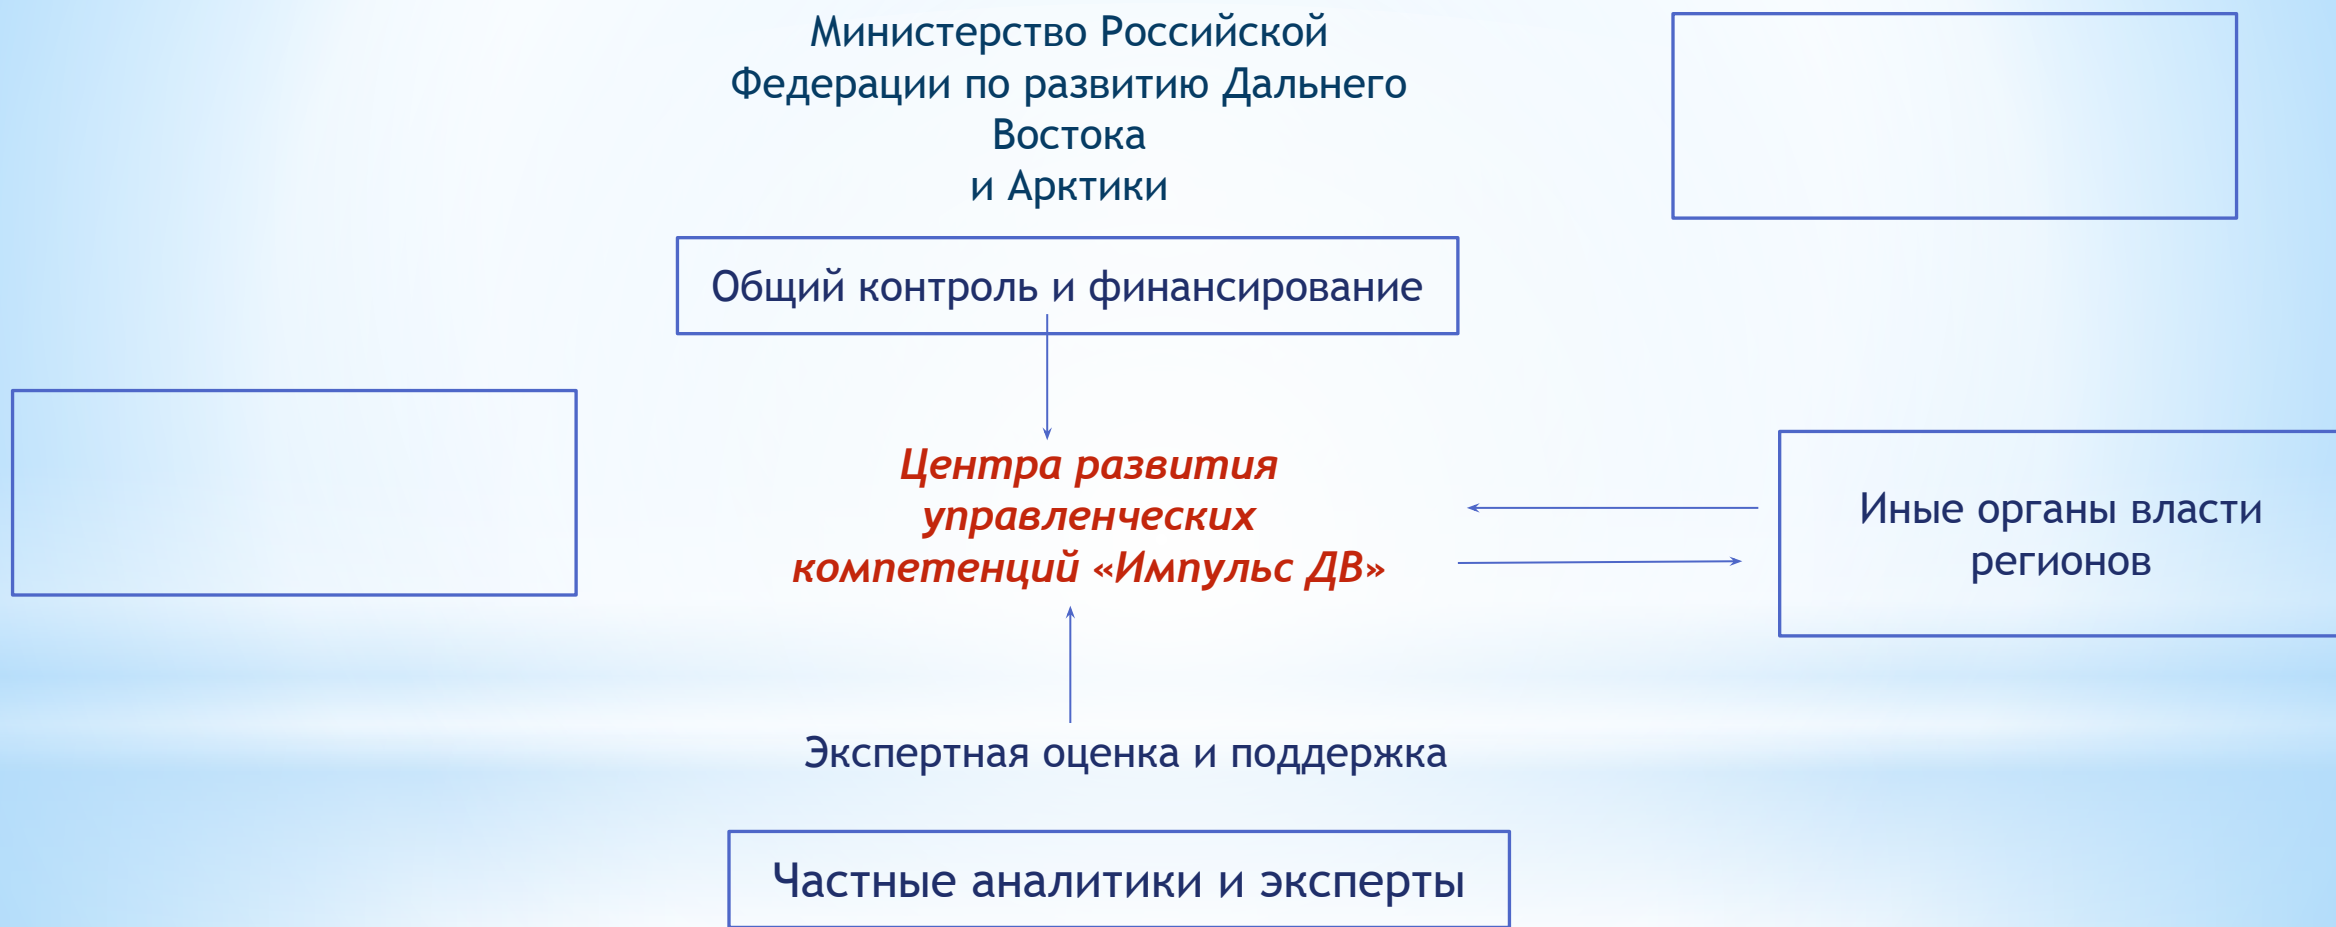 Министерство Российской
Федерации по развитию Дальнего
Востока
и Арктики
Общий контроль и финансирование
Центра развития
управленческих
компетенций «Импульс ДВ»
Иные органы власти
регионов
Экспертная оценка и поддержка
Частные аналитики и эксперты